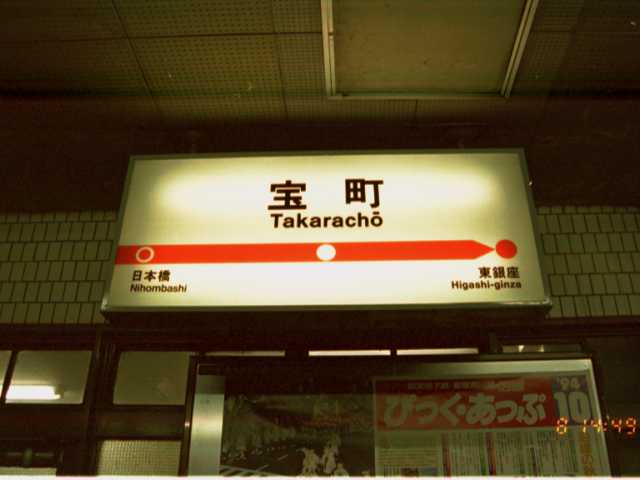 宝町
Takarachō
日本橋
Nihombashi
東銀座
Higashi-ginza
'94
10
びっく・あっぷ
8 14:49